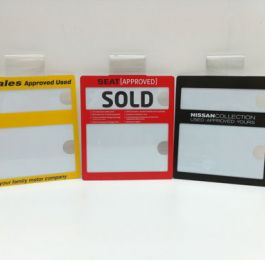 ales Approved Used
your family motor company
SEAT [APPROVED]
SOLD
NISSAN COLLECTION
USED. APPROVED. YOURS